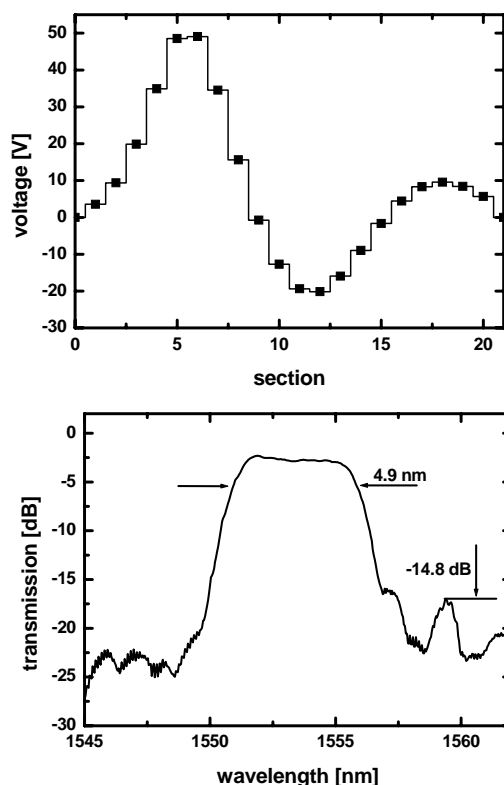 50
40
30
20
10
0
-10
-20
-30
voltage [V]
0 5 10 15 20
section
0
-5
-10
-15
-20
-25
-30
transmission [dB]
4.9 nm
-14.8 dB
1545 1550 1555 1560
wavelength [nm]